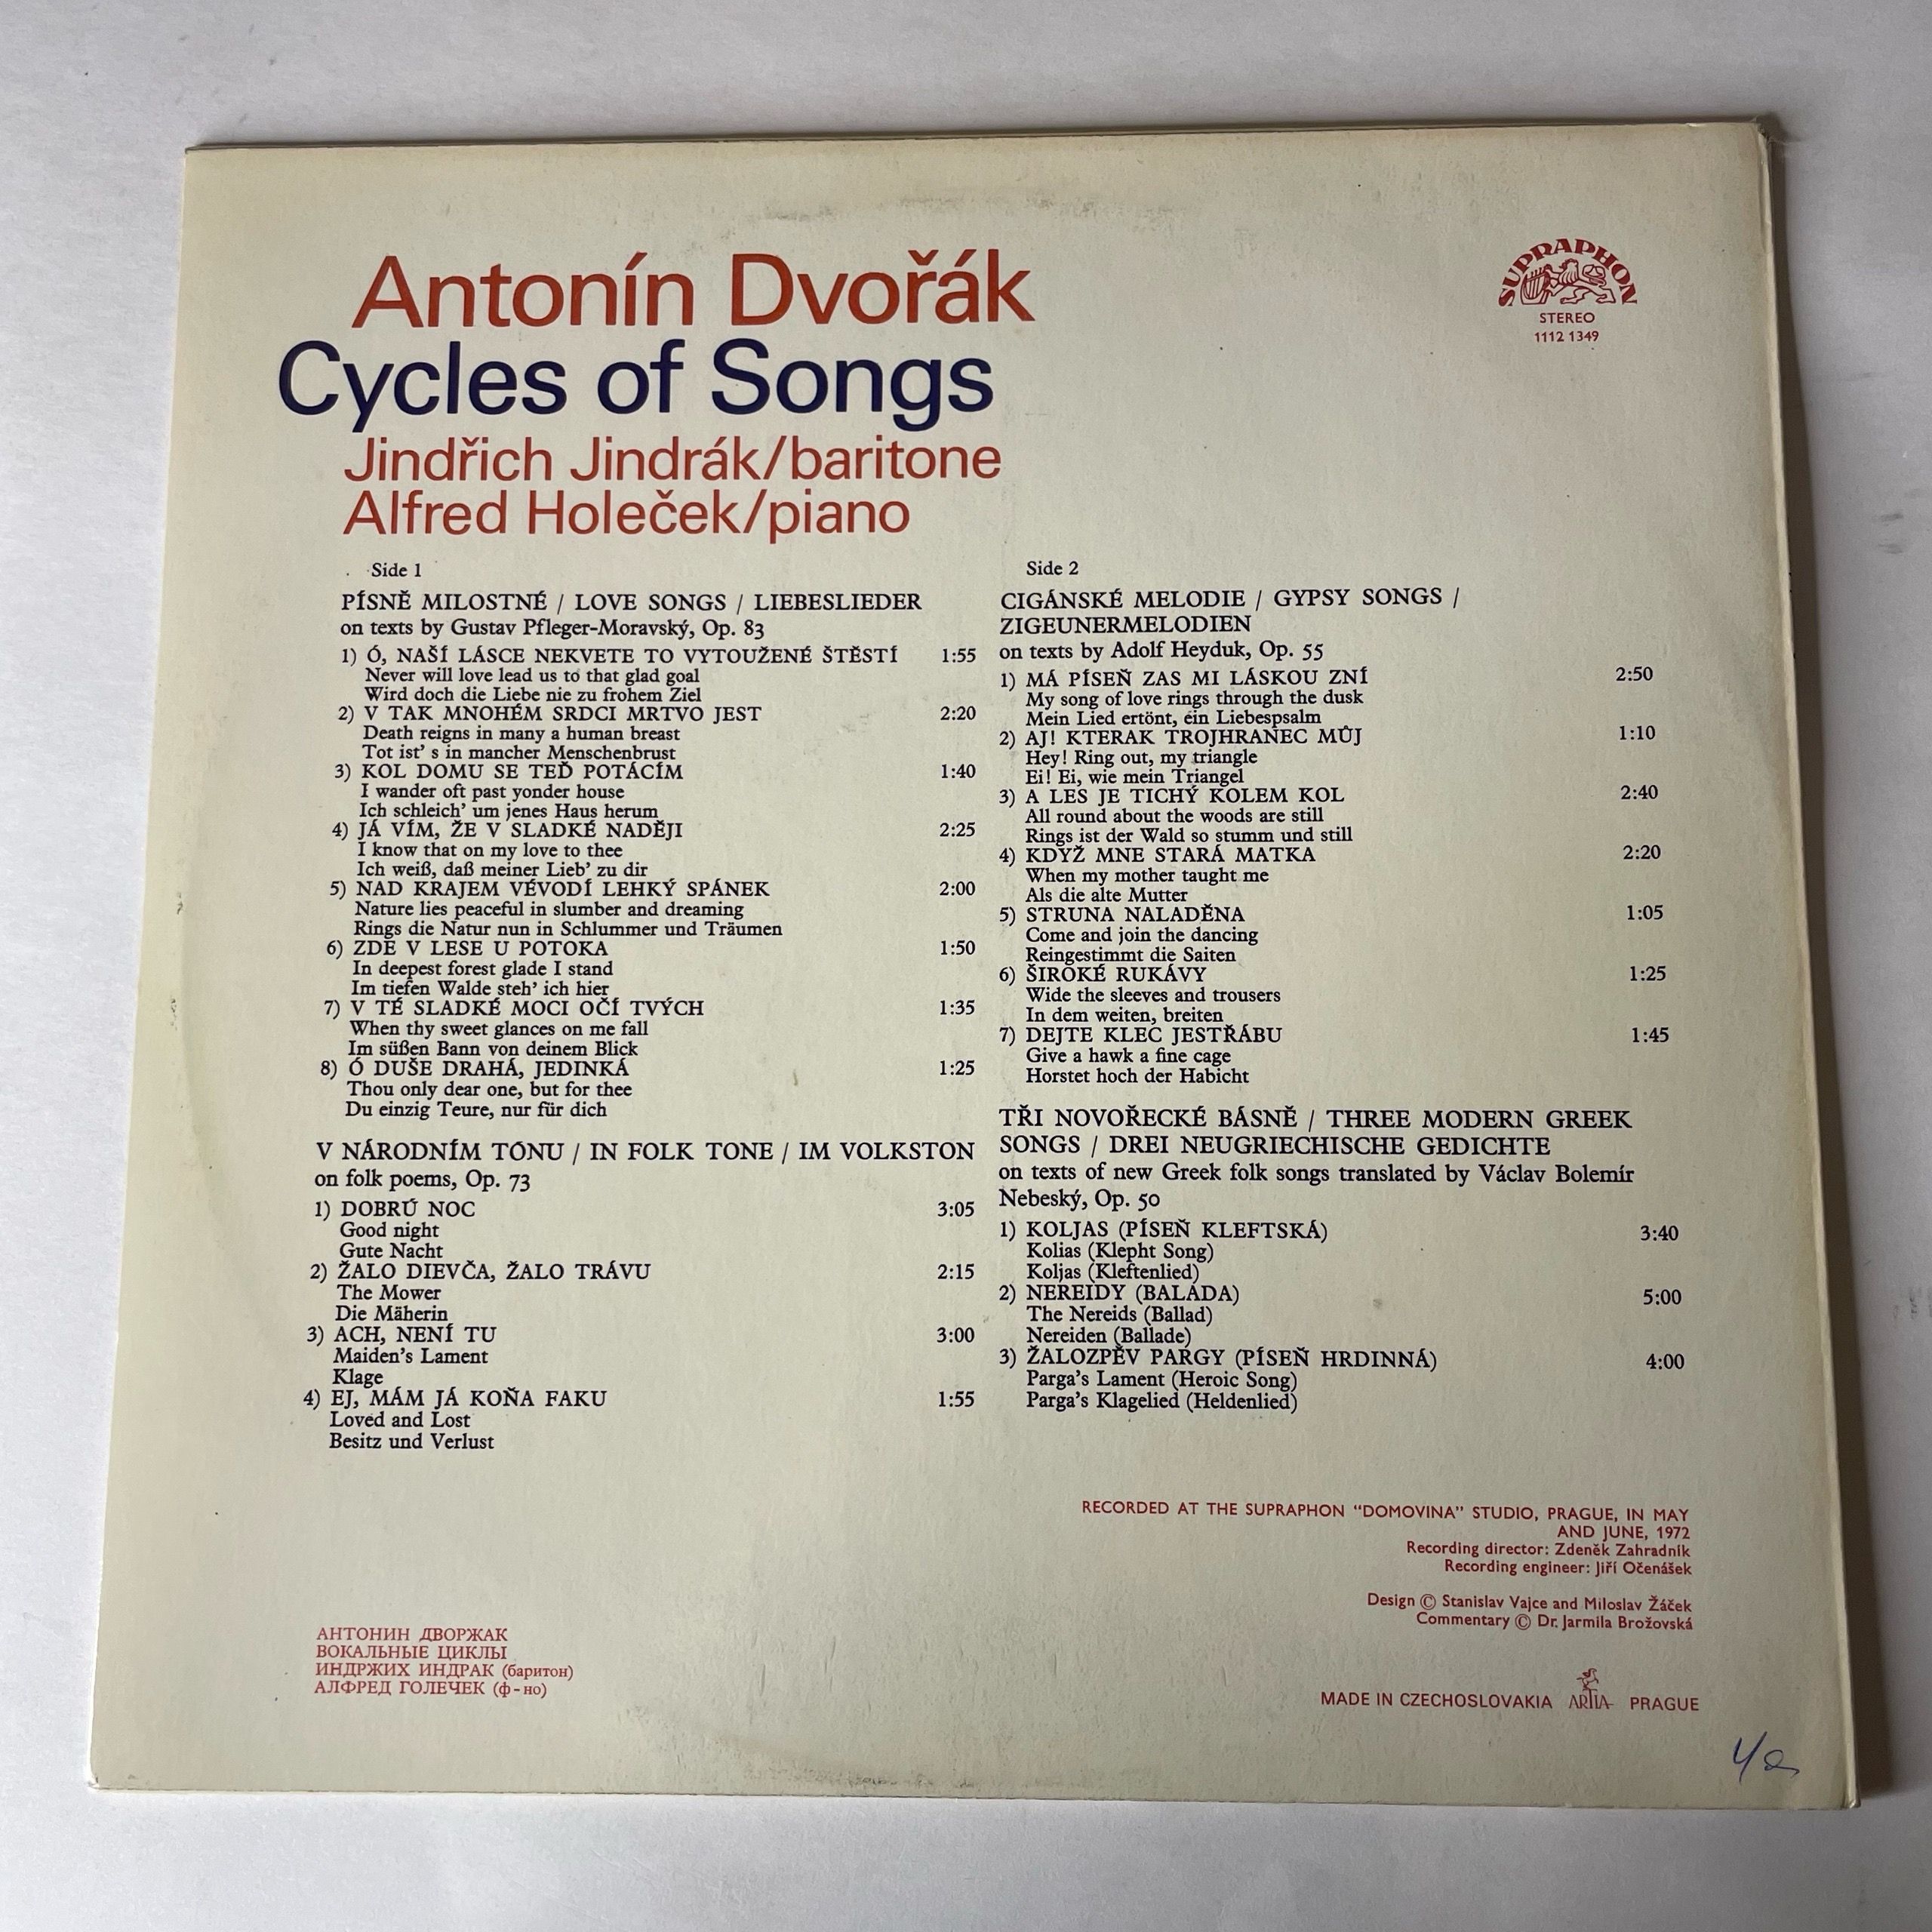 Antonín Dvořák
Cycles of Songs
Jindřich Jindrák/baritone
Alfred Holeček/piano
SUPRAPHON
STEREO
1112 1349
Side 1
PÍSNĚ MILOSTNÉ / LOVE SONGS / LIEBESLIEDER
on texts by Gustav Pfleger-Moravský, Op. 83
1) Ó, NAŠÍ LÁSCE NEKVETE TO VYTOUŽENÉ ŠTĚSTÍ 1:55
Never will love lead us to that glad goal
Wird doch die Liebe nie zu frohem Ziel
2) V TAK MNOHÉM SRDCI MRTVO JEST 2:20
Death reigns in many a human breast
Tot ist' s in mancher Menschenbrust
3) KOL DOMU SE TEĎ POTÁCÍM 1:40
I wander oft past yonder house
Ich schleich' um jenes Haus herum
4) JÁ VÍM, ŽE V SLADKÉ NADĚJI 2:25
I know that on my love to thee
Ich weiß, daß meiner Lieb' zu dir
5) NAD KRAJEM VÉVODÍ LEHKÝ SPÁNEK 2:00
Nature lies peaceful in slumber and dreaming
Rings die Natur nun in Schlummer und Träumen
6) ZDE V LESE U POTOKA 1:50
In deepest forest glade I stand
Im tiefen Walde steh' ich hier
7) V TÉ SLADKÉ MOCI OČÍ TVÝCH 1:35
When thy sweet glances on me fall
Im süßen Bann von deinem Blick
8) Ó DUŠE DRAHÁ, JEDINKÁ 1:25
Thou only dear one, but for thee
Du einzig Teure, nur für dich
V NÁRODNÍM TÓNU / IN FOLK TONE / IM VOLKSTON
on folk poems, Op. 73
1) DOBRÚ NOC 3:05
Good night
Gute Nacht
2) ŽALO DIEVČA, ŽALO TRÁVU 2:15
The Mower
Die Mäherin
3) ACH, NENÍ TU 3:00
Maiden's Lament
Klage
4) EJ, MÁM JÁ KOŇA FAKU 1:55
Loved and Lost
Besitz und Verlust
Side 2
CIGÁNSKÉ MELODIE / GYPSY SONGS /
ZIGEUNERMELODIEN
on texts by Adolf Heyduk, Op. 55
1) MÁ PÍSEŇ ZAS MI LÁSKOU ZNÍ 2:50
My song of love rings through the dusk
Mein Lied ertönt, ein Liebespsalm
2) AJ! KTERAK TROJHRANEC MŮJ 1:10
Hey! Ring out, my triangle
Ei! Ei, wie mein Triangel
3) A LES JE TICHÝ KOLEM KOL 2:40
All round about the woods are still
Rings ist der Wald so stumm und still
4) KDYŽ MNE STARÁ MATKA 2:20
When my mother taught me
Als die alte Mutter
5) STRUNA NALADĚNA 1:05
Come and join the dancing
Reingestimmt die Saiten
6) ŠIROKÉ RUKÁVY 1:25
Wide the sleeves and trousers
In dem weiten, breiten
7) DEJTE KLEC JESTŘÁBU 1:45
Give a hawk a fine cage
Horstet hoch der Habicht
TŘI NOVOŘECKÉ BÁSNĚ / THREE MODERN GREEK
SONGS / DREI NEUGRIECHISCHE GEDICHTE
on texts of new Greek folk songs translated by Václav Bolemír
Nebeský, Op. 50
1) KOLJAS (PÍSEŇ KLEFTSKÁ) 3:40
Kolias (Klepht Song)
Koljas (Kleftenlied)
2) NEREIDY (BALADA) 5:00
The Nereids (Ballad)
Nereiden (Ballade)
3) ŽALOZPĚV PARGY (PÍSEŇ HRDINNÁ) 4:00
Parga's Lament (Heroic Song)
Parga's Klagelied (Heldenlied)
RECORDED AT THE SUPRAPHON "DOMOVINA" STUDIO, PRAGUE, IN MAY
AND JUNE, 1972
Recording director: Zdeněk Zahradník
Recording engineer: Jiří Očenášek
Design © Stanislav Vajce and Miloslav Žáček
Commentary © Dr. Jarmila Brožovská
АНТОНИН ДВОРЖАК
ВОКАЛЬНЫЕ ЦИКЛЫ
ИНДРЖИХ ИНДРАК (баритон)
АЛФРЕД ГОЛЕЧЕК (ф-но)
MADE IN CZECHOSLOVAKIA ARTIA PRAGUE